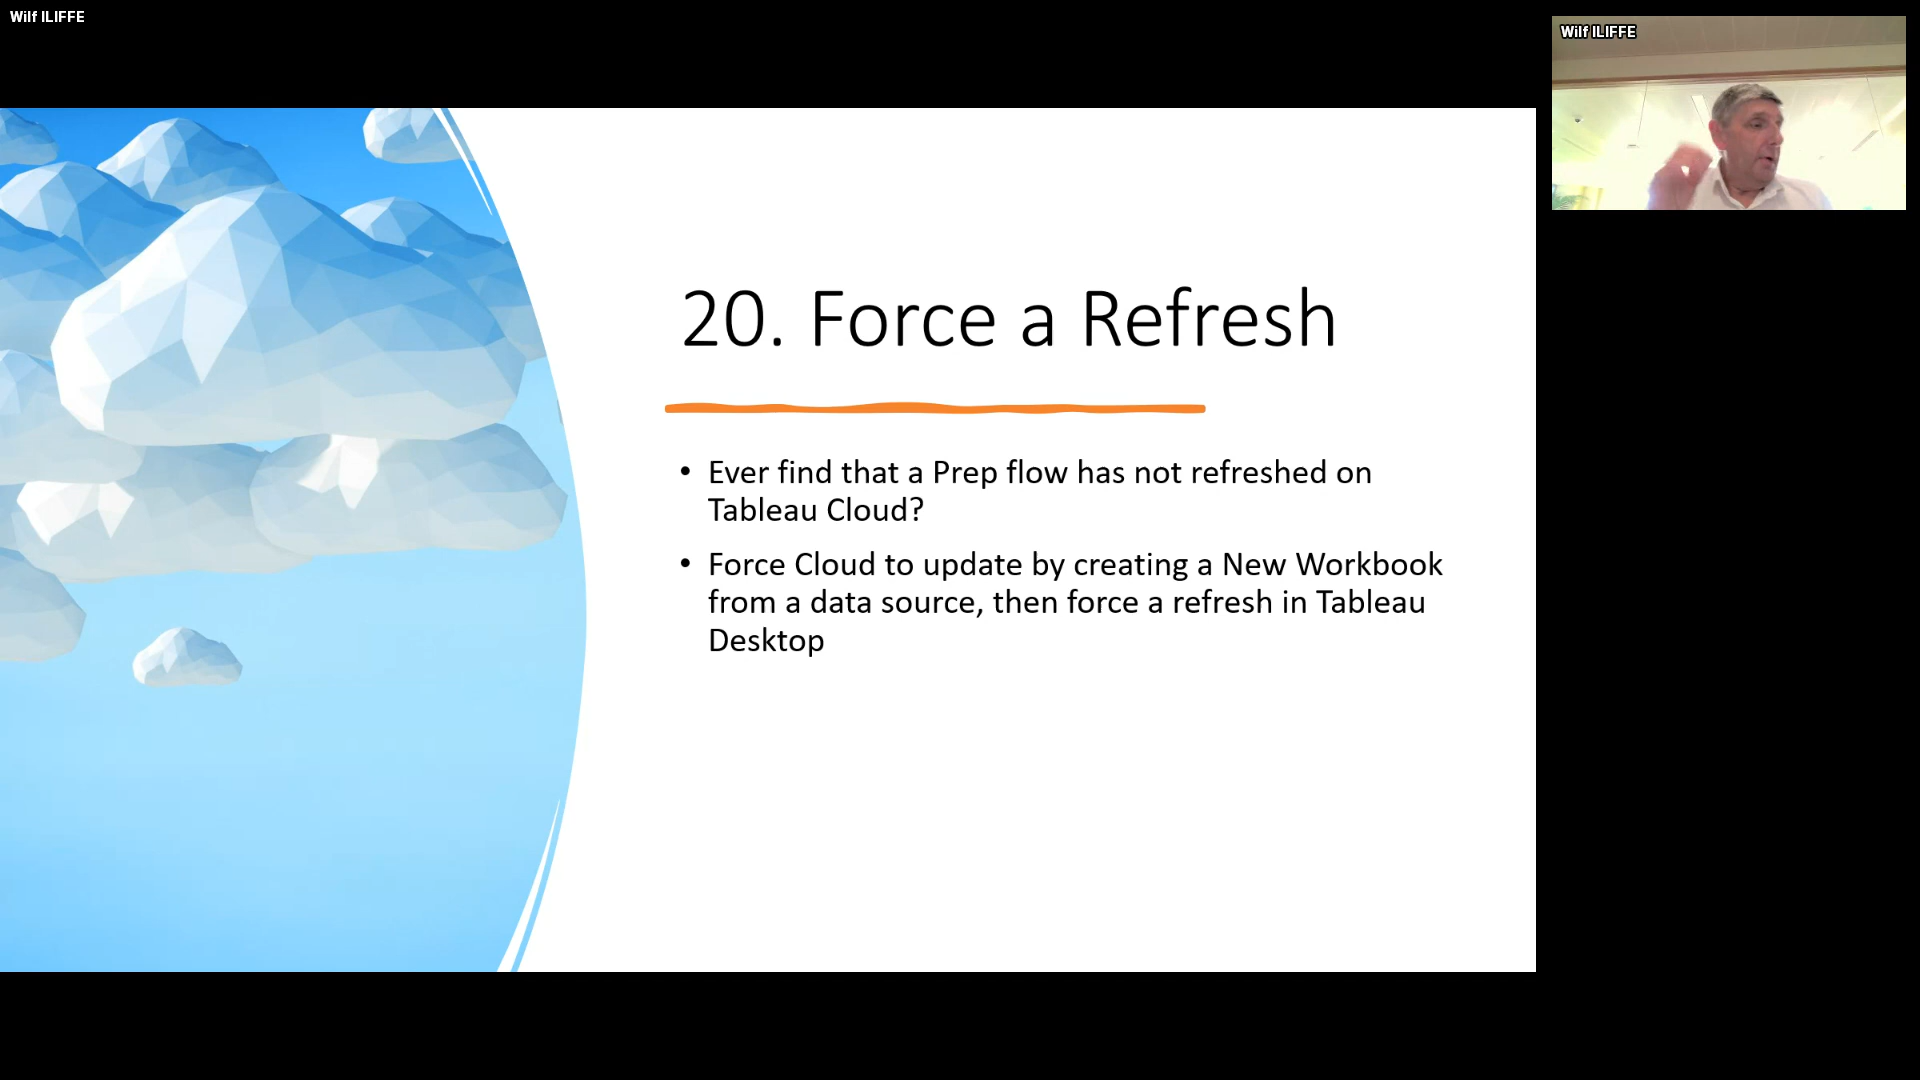 Wilf ILIFFE
Wilf ILIFFE
20. Force a Refresh
• Ever find that a Prep flow has not refreshed on
Tableau Cloud?
• Force Cloud to update by creating a New Workbook
from a data source, then force a refresh in Tableau
Desktop